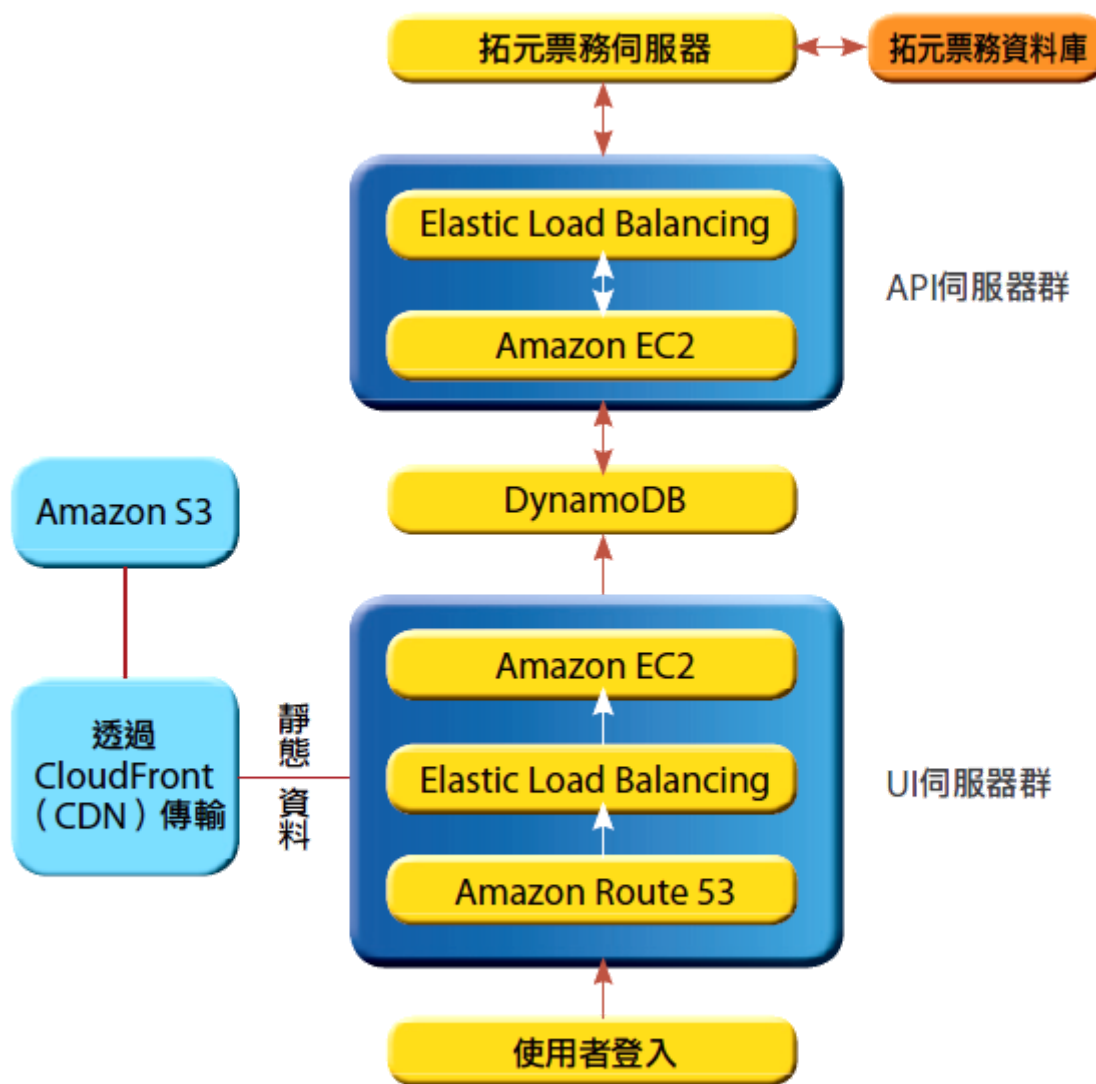 拓元票務伺服器
拓元票務資料庫
Elastic Load Balancing
Amazon EC2
API伺服器群
DynamoDB
Amazon S3
Amazon EC2
Elastic Load Balancing
Amazon Route 53
UI伺服器群
透過
CloudFront
（CDN）傳輸
靜態
資料
使用者登入